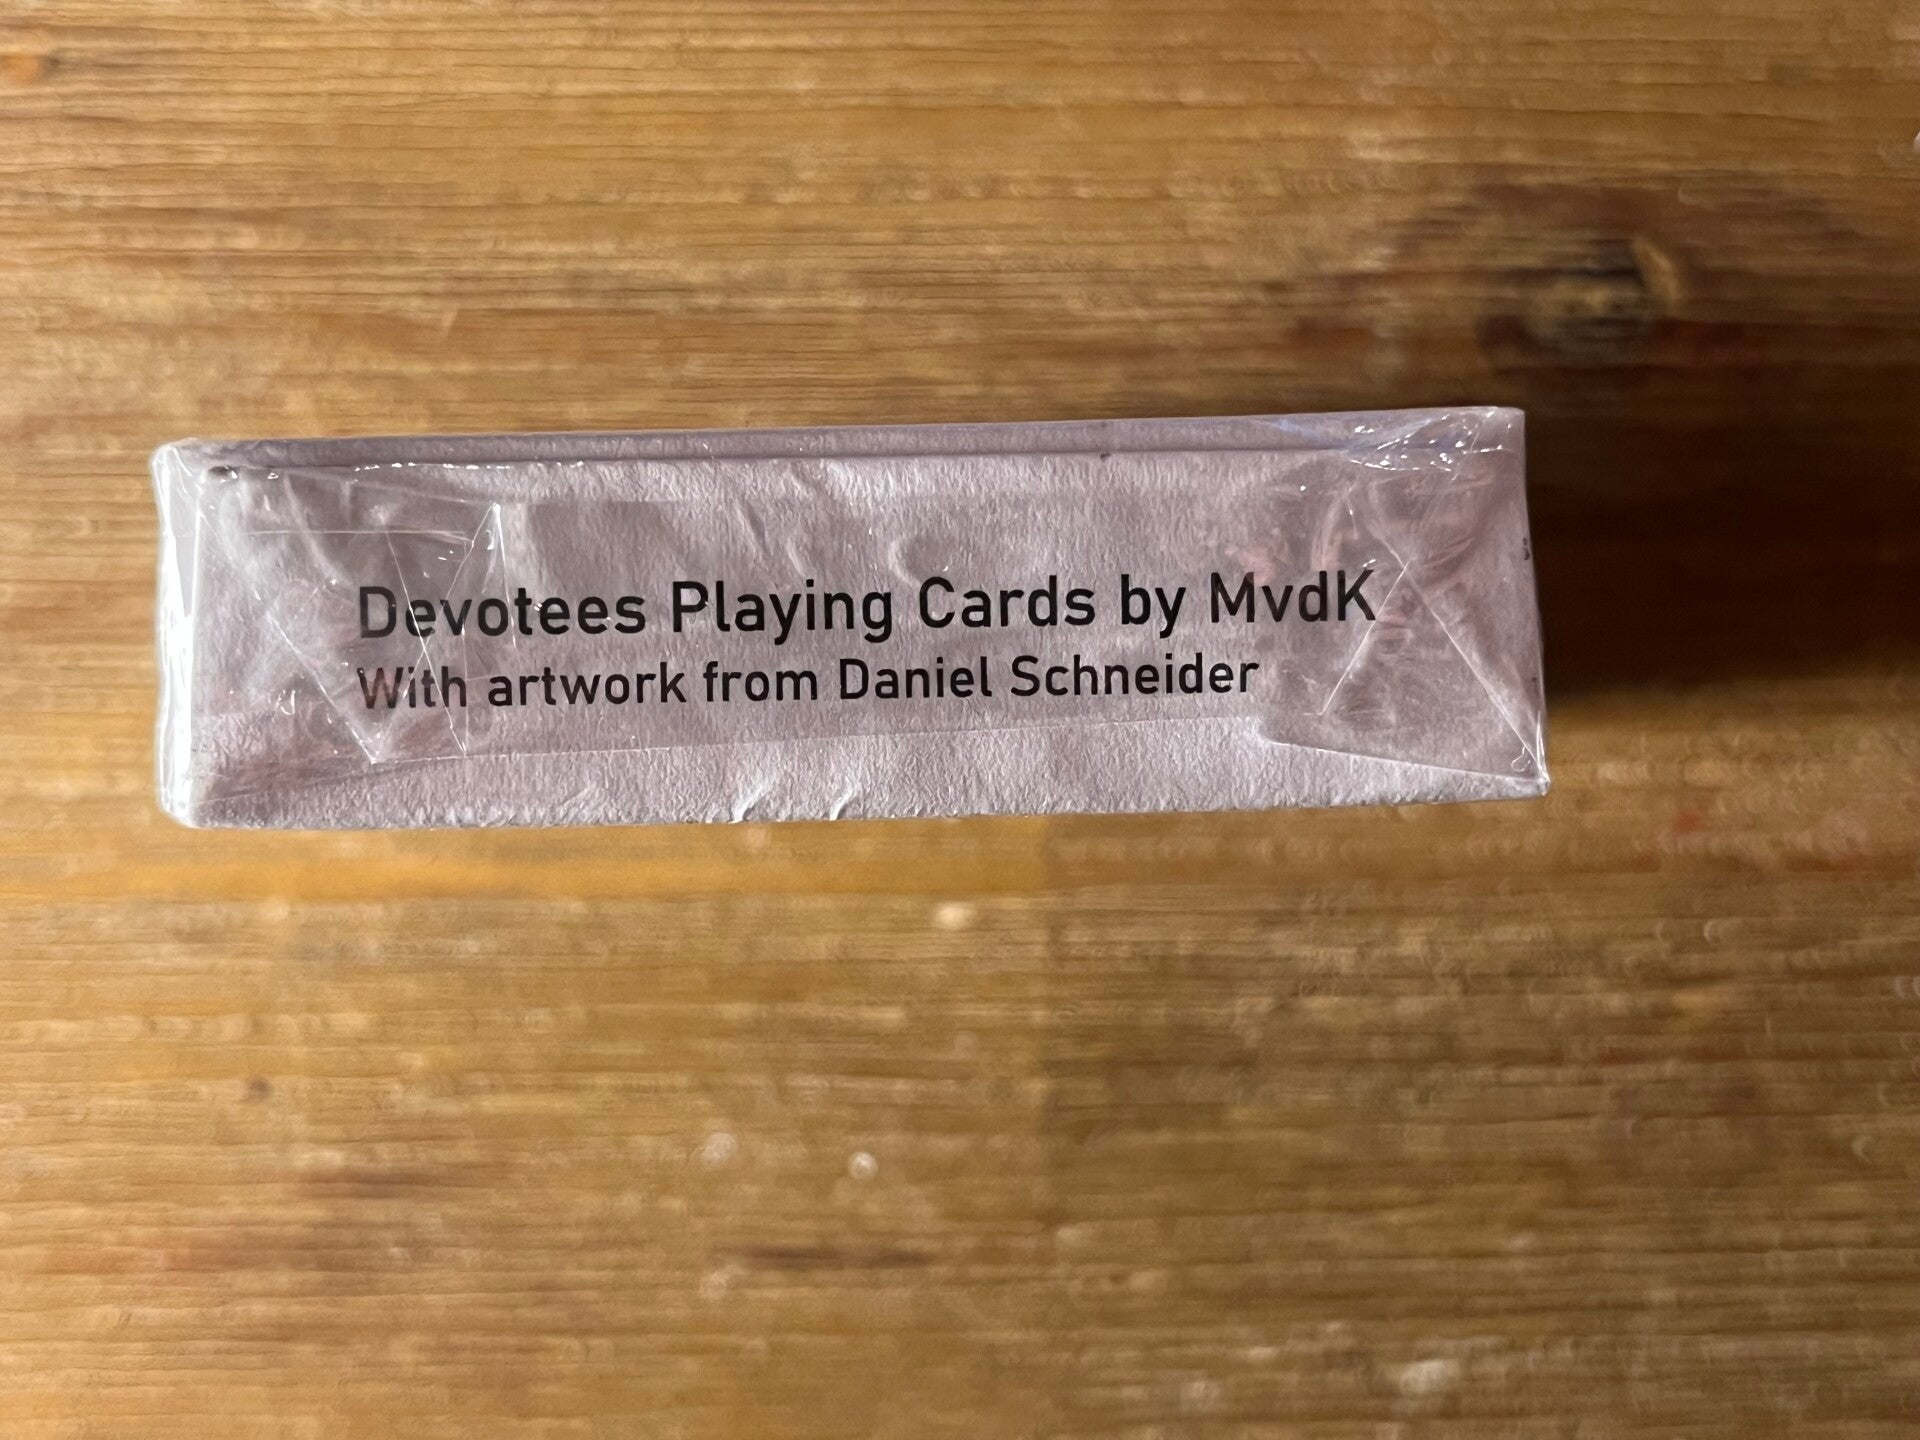 Devotees Playing Cards by MvdK
With artwork from Daniel Schneider